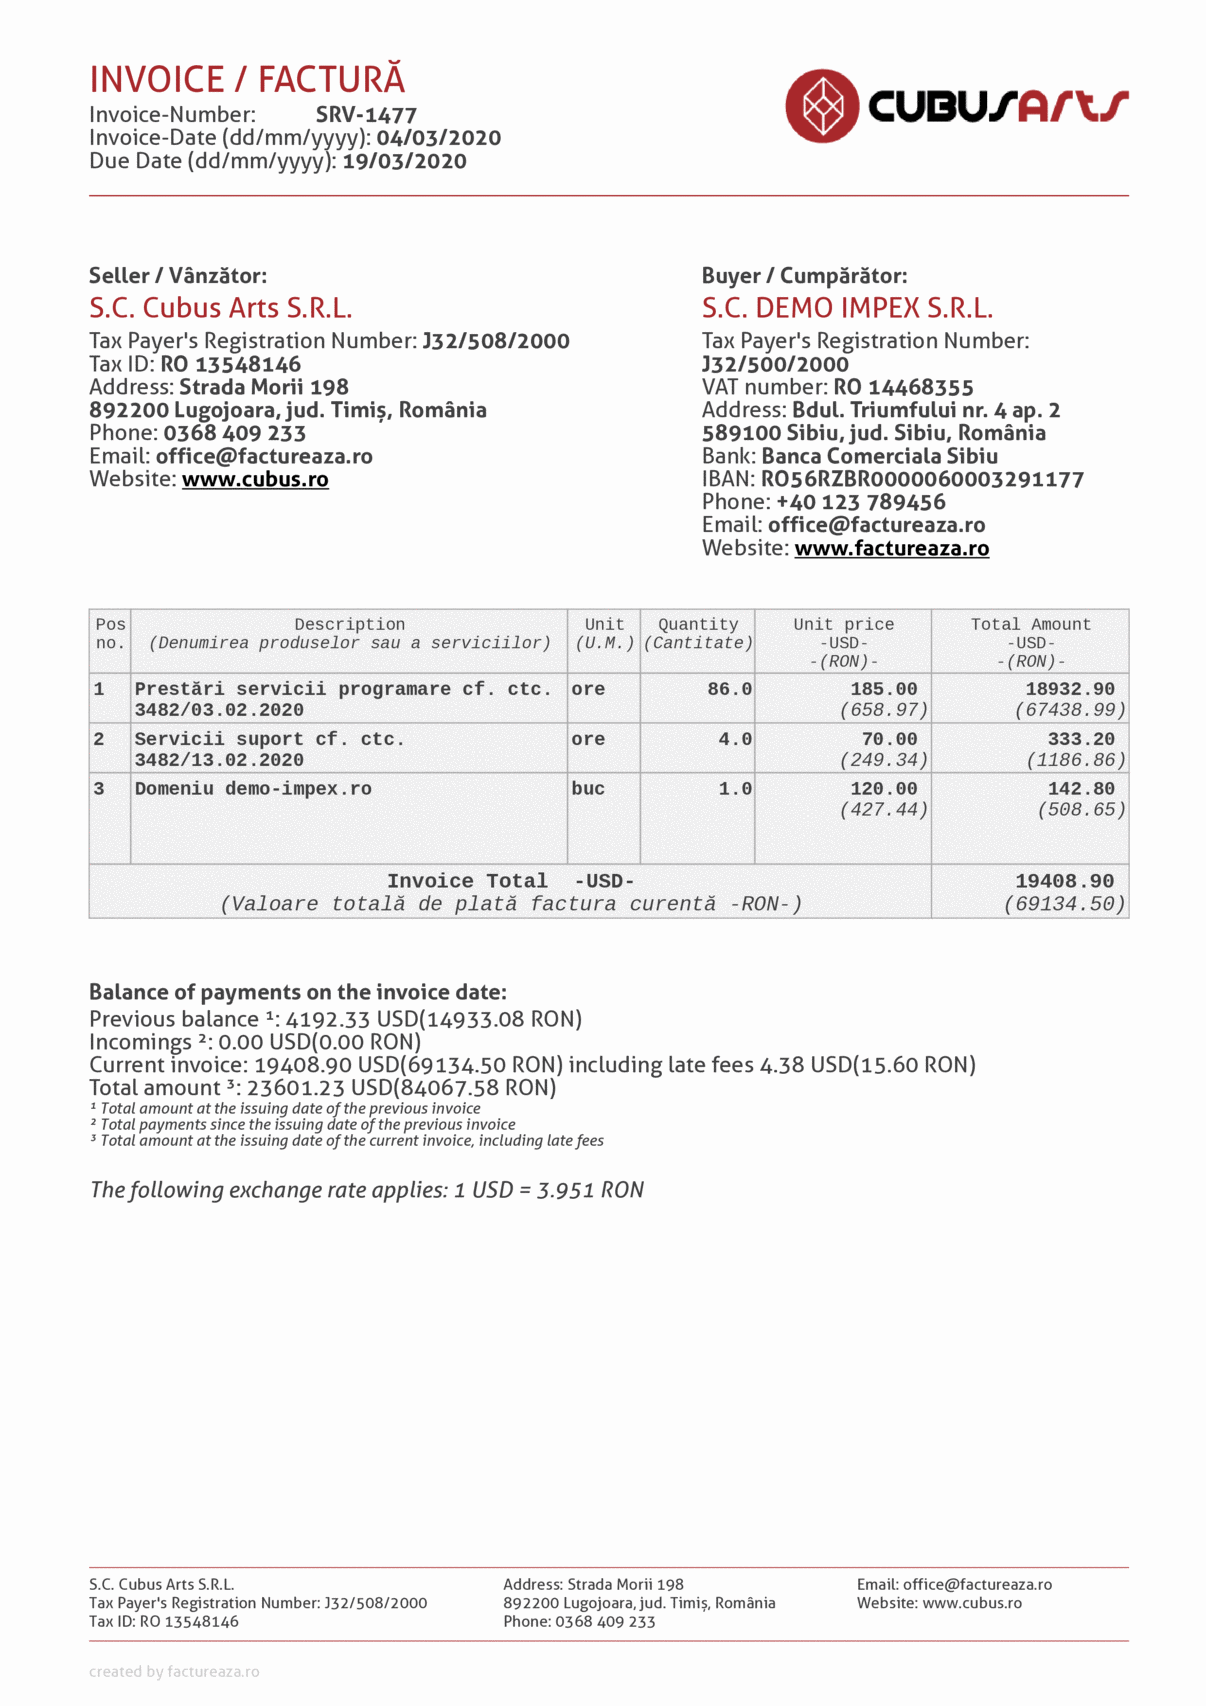 INVOICE / FACTURĂ
Invoice-Number: SRV-1477
Invoice-Date (dd/mm/yyyy): 04/03/2020
Due Date (dd/mm/yyyy): 19/03/2020
CUBUSARTS
Seller / Vânzător:
S.C. Cubus Arts S.R.L.
Tax Payer's Registration Number: J32/508/2000
Tax ID: RO 13548146
Address: Strada Morii 198
892200 Lugojoara, jud. Timiș, România
Phone: 0368 409 233
Email: office@factureaza.ro
Website: www.cubus.ro
Buyer / Cumpărător:
S.C. DEMO IMPEX S.R.L.
Tax Payer's Registration Number:
J32/500/2000
VAT number: RO 14468355
Address: Bdul. Triumfului nr. 4 ap. 2
589100 Sibiu, jud. Sibiu, România
Bank: Banca Comerciala Sibiu
IBAN: RO56RZBR0000060003291177
Phone: +40 123 789456
Email: office@factureaza.ro
Website: www.factureaza.ro
Pos Description Unit Quantity Unit price Total Amount
no. (Denumirea produselor sau a serviciilor) (U.M.) (Cantitate) -USD- -USD-
-(RON)- -(RON)-
1 Prestări servicii programare cf. ctc. ore 86.0 185.00 18932.90
3482/03.02.2020 (658.97) (67438.99)
2 Servicii suport cf. ctc. ore 4.0 70.00 333.20
3482/13.02.2020 (249.34) (1186.86)
3 Domeniu demo-impex.ro buc 1.0 120.00 142.80
(427.44) (508.65)
Invoice Total -USD- 19408.90
(Valoare totală de plată factura curentă -RON-) (69134.50)
Balance of payments on the invoice date:
Previous balance ¹: 4192.33 USD(14933.08 RON)
Incomings ²: 0.00 USD(0.00 RON)
Current invoice: 19408.90 USD(69134.50 RON) including late fees 4.38 USD(15.60 RON)
Total amount ³: 23601.23 USD(84067.58 RON)
¹ Total amount at the issuing date of the previous invoice
² Total payments since the issuing date of the previous invoice
³ Total amount at the issuing date of the current invoice, including late fees
The following exchange rate applies: 1 USD = 3.951 RON
S.C. Cubus Arts S.R.L.
Tax Payer's Registration Number: J32/508/2000
Tax ID: RO 13548146
Address: Strada Morii 198
892200 Lugojoara, jud. Timiș, România
Phone: 0368 409 233
Email: office@factureaza.ro
Website: www.cubus.ro
created by factureaza.ro